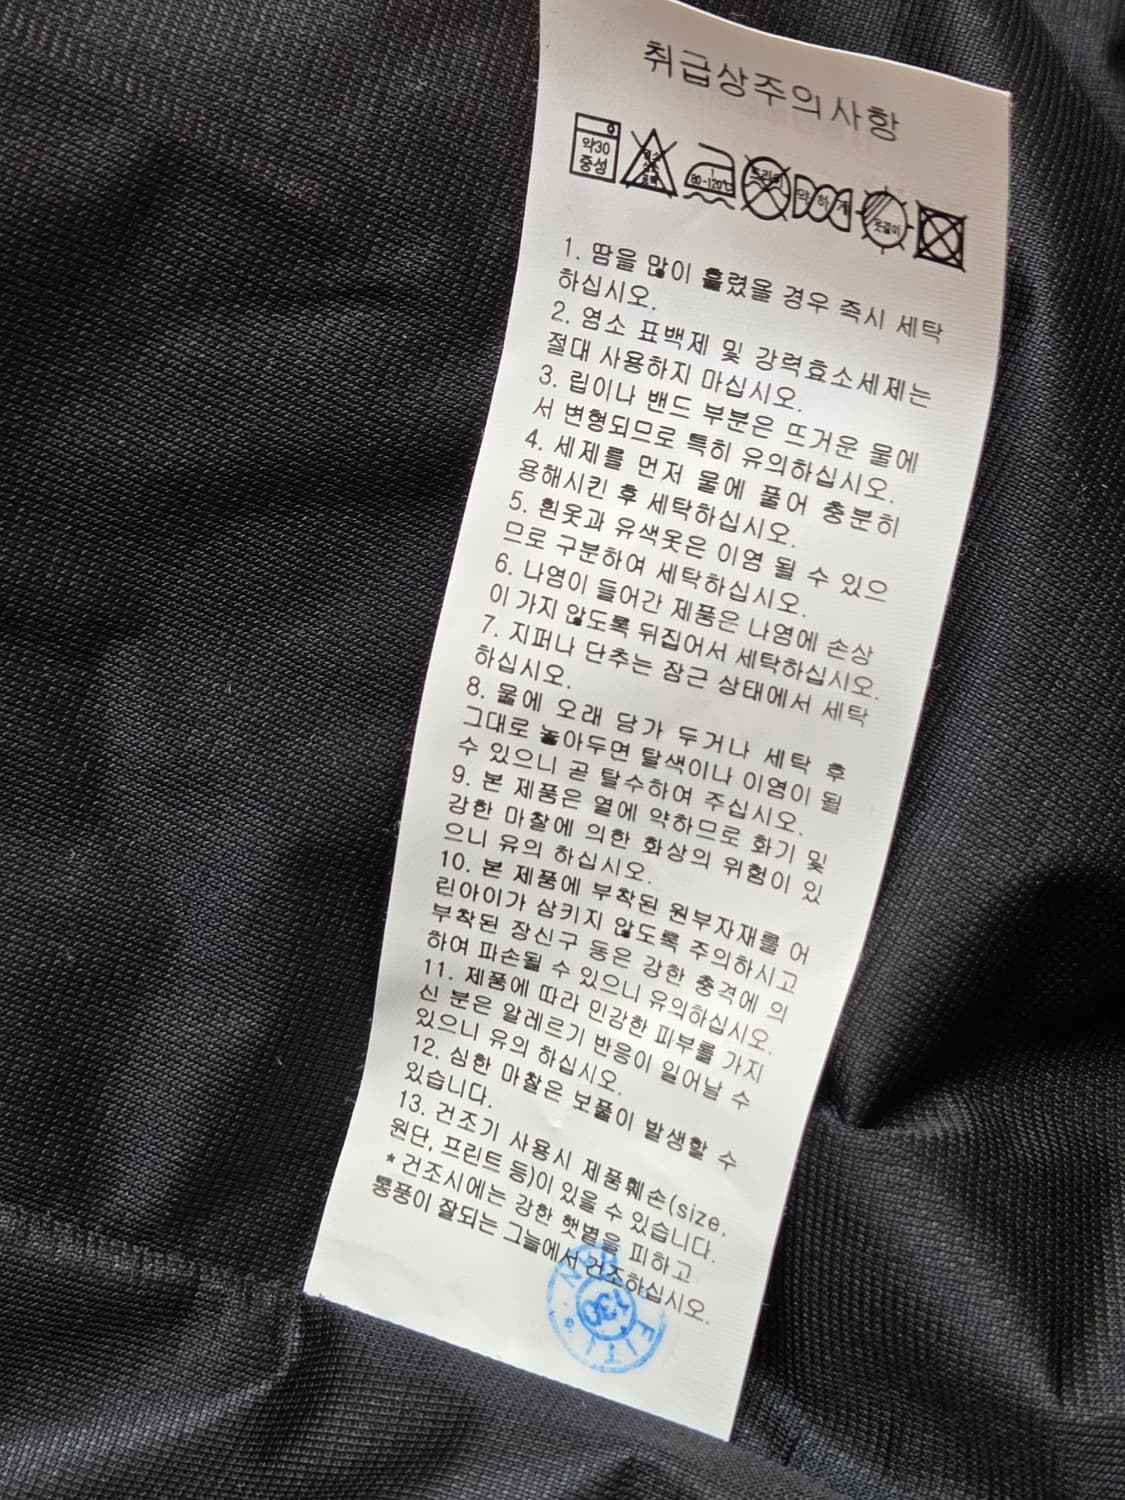 취급상주의사항
약30
중성
80-120℃
드라이
약하게
옷걸이
1. 땀을 많이 흘렸을 경우 즉시 세탁
하십시오.
2. 염소 표백제 및 강력효소세제는
절대 사용하지 마십시오.
3. 립이나 밴드 부분은 뜨거운 물에
서 변형되므로 특히 유의하십시오.
4. 세제를 먼저 물에 풀어 충분히
용해시킨 후 세탁하십시오.
5. 흰옷과 유색옷은 이염 될 수 있으
므로 구분하여 세탁하십시오.
6. 나염이 들어간 제품은 나염에 손상
이 가지 않도록 뒤집어서 세탁하십시오.
7. 지퍼나 단추는 잠근 상태에서 세탁
하십시오.
8. 물에 오래 담가 두거나 세탁 후
그대로 놓아두면 탈색이나 이염이 될
수 있으니 곧 탈수하여 주십시오.
9. 본 제품은 열에 약하므로 화기 및
강한 마찰에 의한 화상의 위험이 있
으니 유의 하십시오.
10. 본 제품에 부착된 원부자재를 어
린아이가 삼키지 않도록 주의하시고
부착된 장신구 등은 강한 충격에 의
하여 파손될 수 있으니 유의하십시오.
11. 제품에 따라 민감한 피부를 가지
신 분은 알레르기 반응이 일어날 수
있으니 유의 하십시오.
12. 심한 마찰은 보풀이 발생할 수
있습니다.
13. 건조기 사용시 제품훼손(size,
원단, 프린트 등)이 있을 수 있습니다.
* 건조시에는 강한 햇볕을 피하고
통풍이 잘되는 그늘에서 건조하십시오.
130